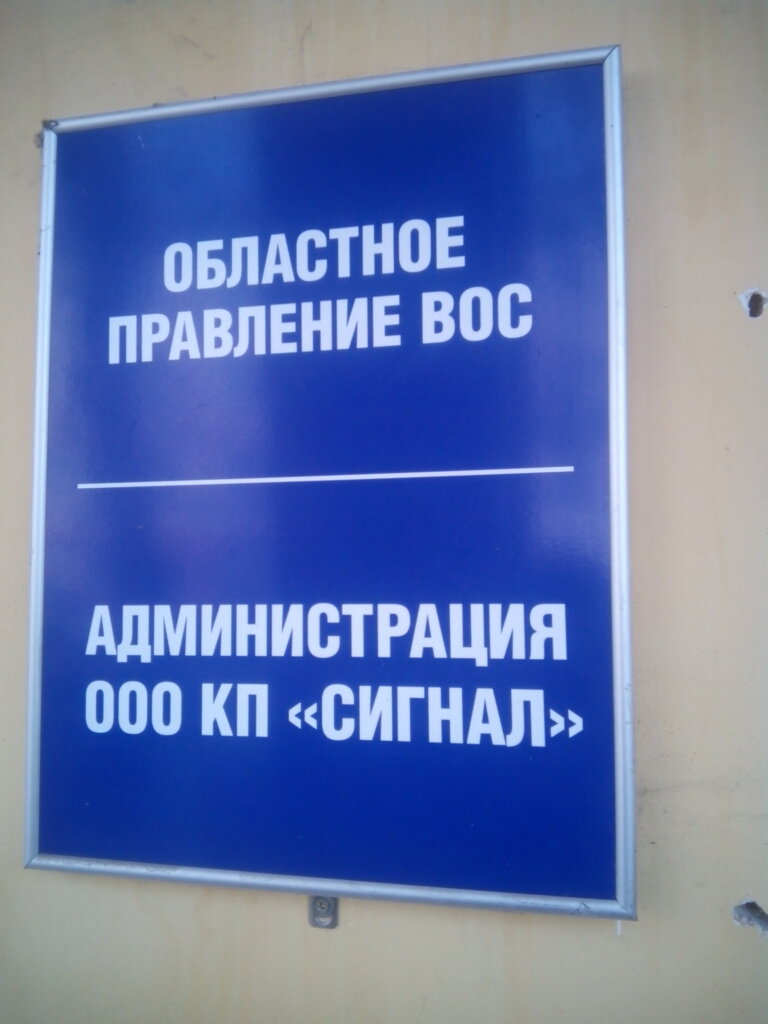 ОБЛАСТНОЕ
ПРАВЛЕНИЕ ВОС
АДМИНИСТРАЦИЯ
ООО КП «СИГНАЛ»